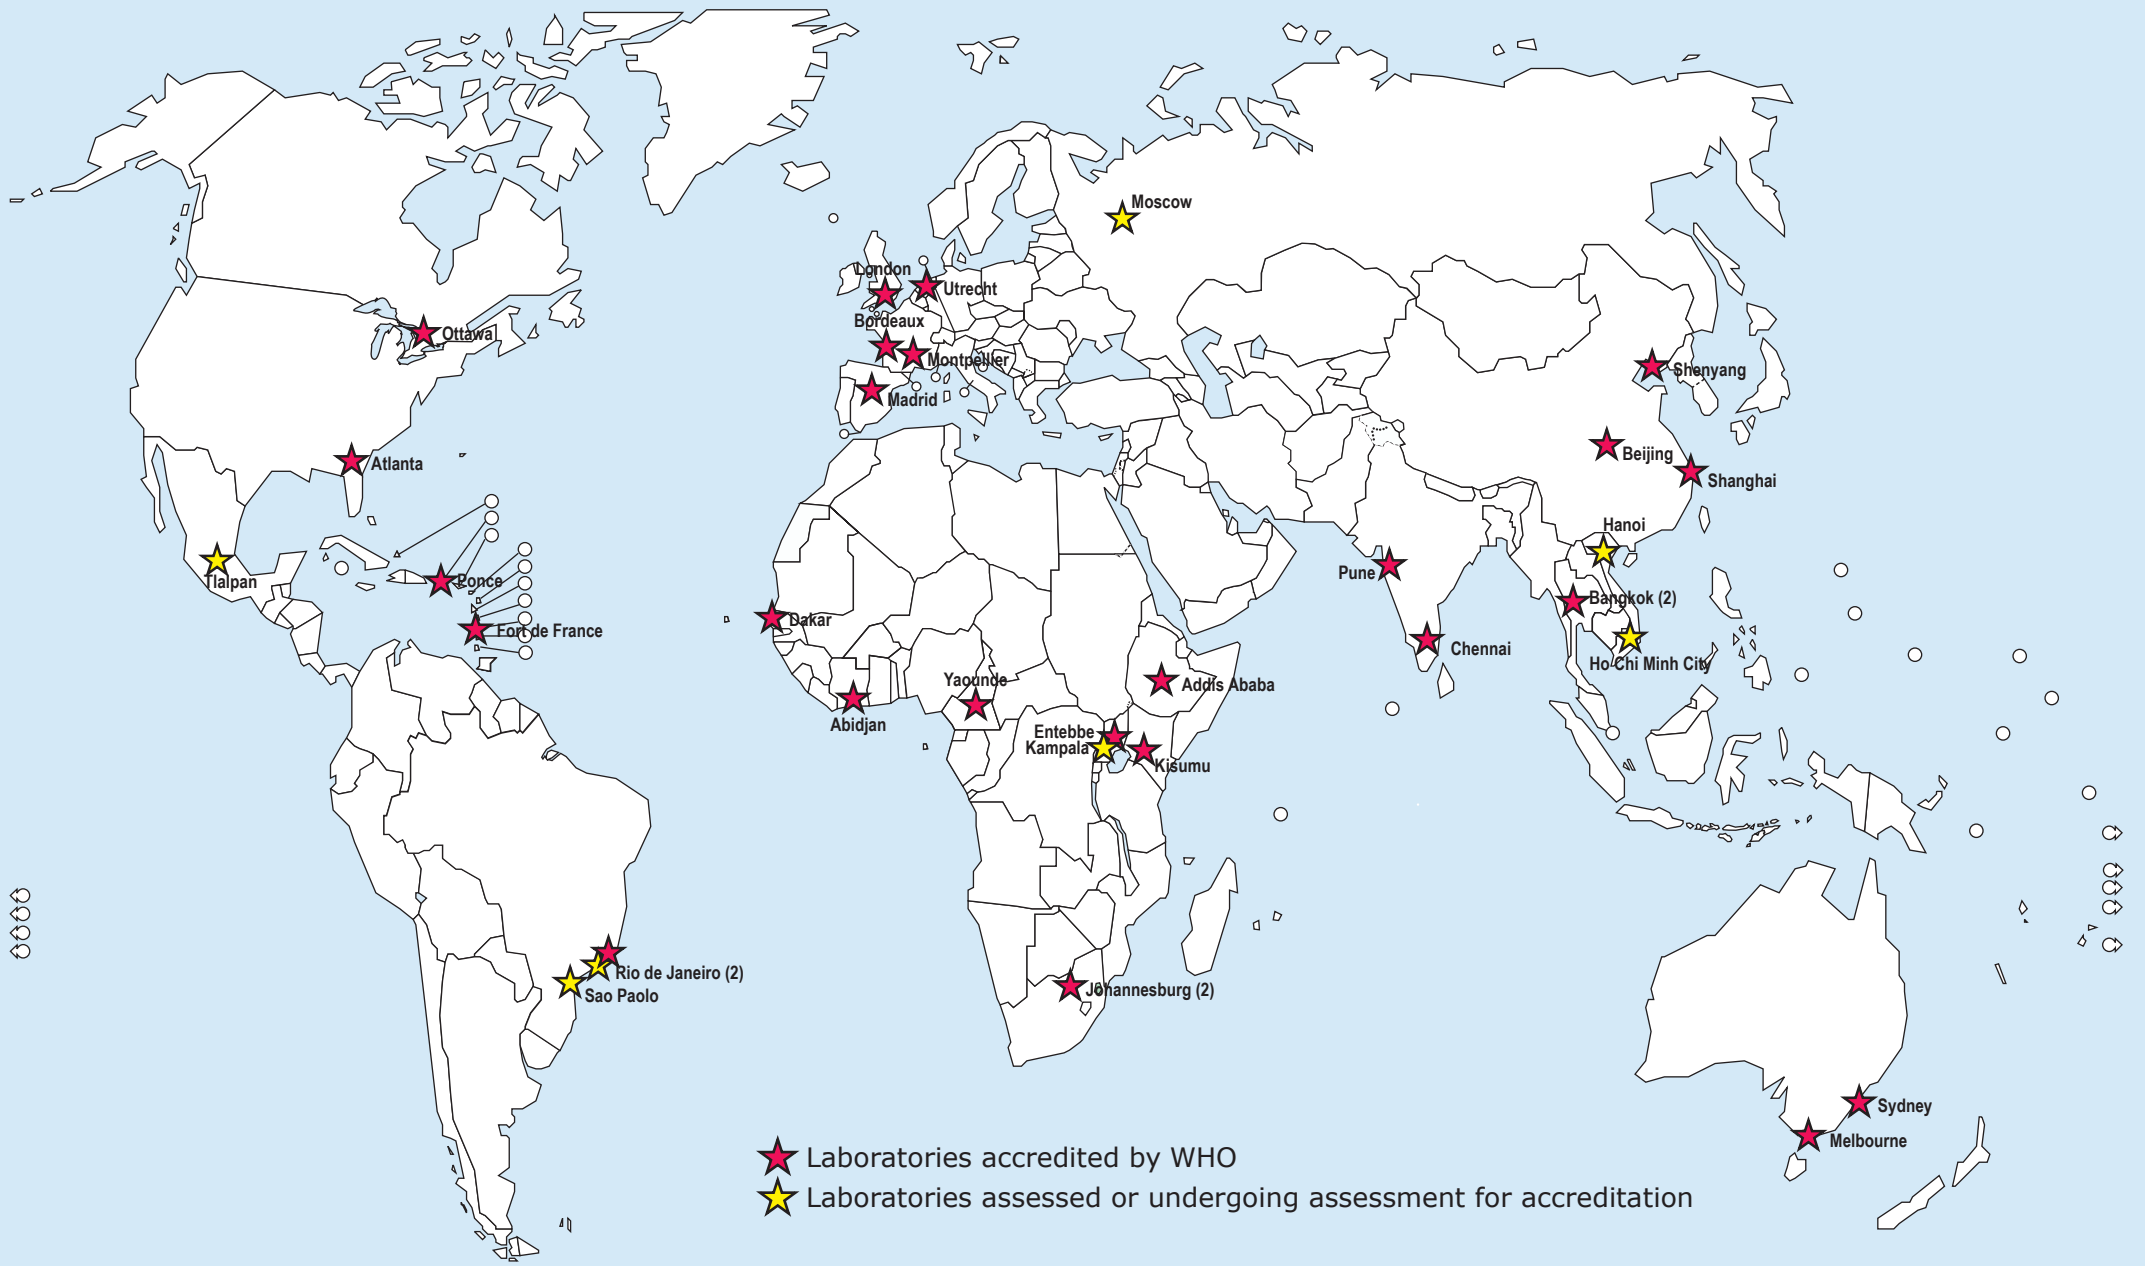 Moscow
London
Utrecht
Bordeaux
Ottawa
Montpellier
Shenyang
Madrid
Beijing
Atlanta
Shanghai
Hanoi
Pune
Tlalpan
Ponce
Bangkok (2)
Dakar
Fort de France
Chennai
Ho Chi Minh City
Yaounde
Addis Ababa
Abidjan
Entebbe
Kampala
Kisumu
Rio de Janeiro (2)
Sao Paolo
Johannesburg (2)
Sydney
Melbourne
Laboratories accredited by WHO
Laboratories assessed or undergoing assessment for accreditation